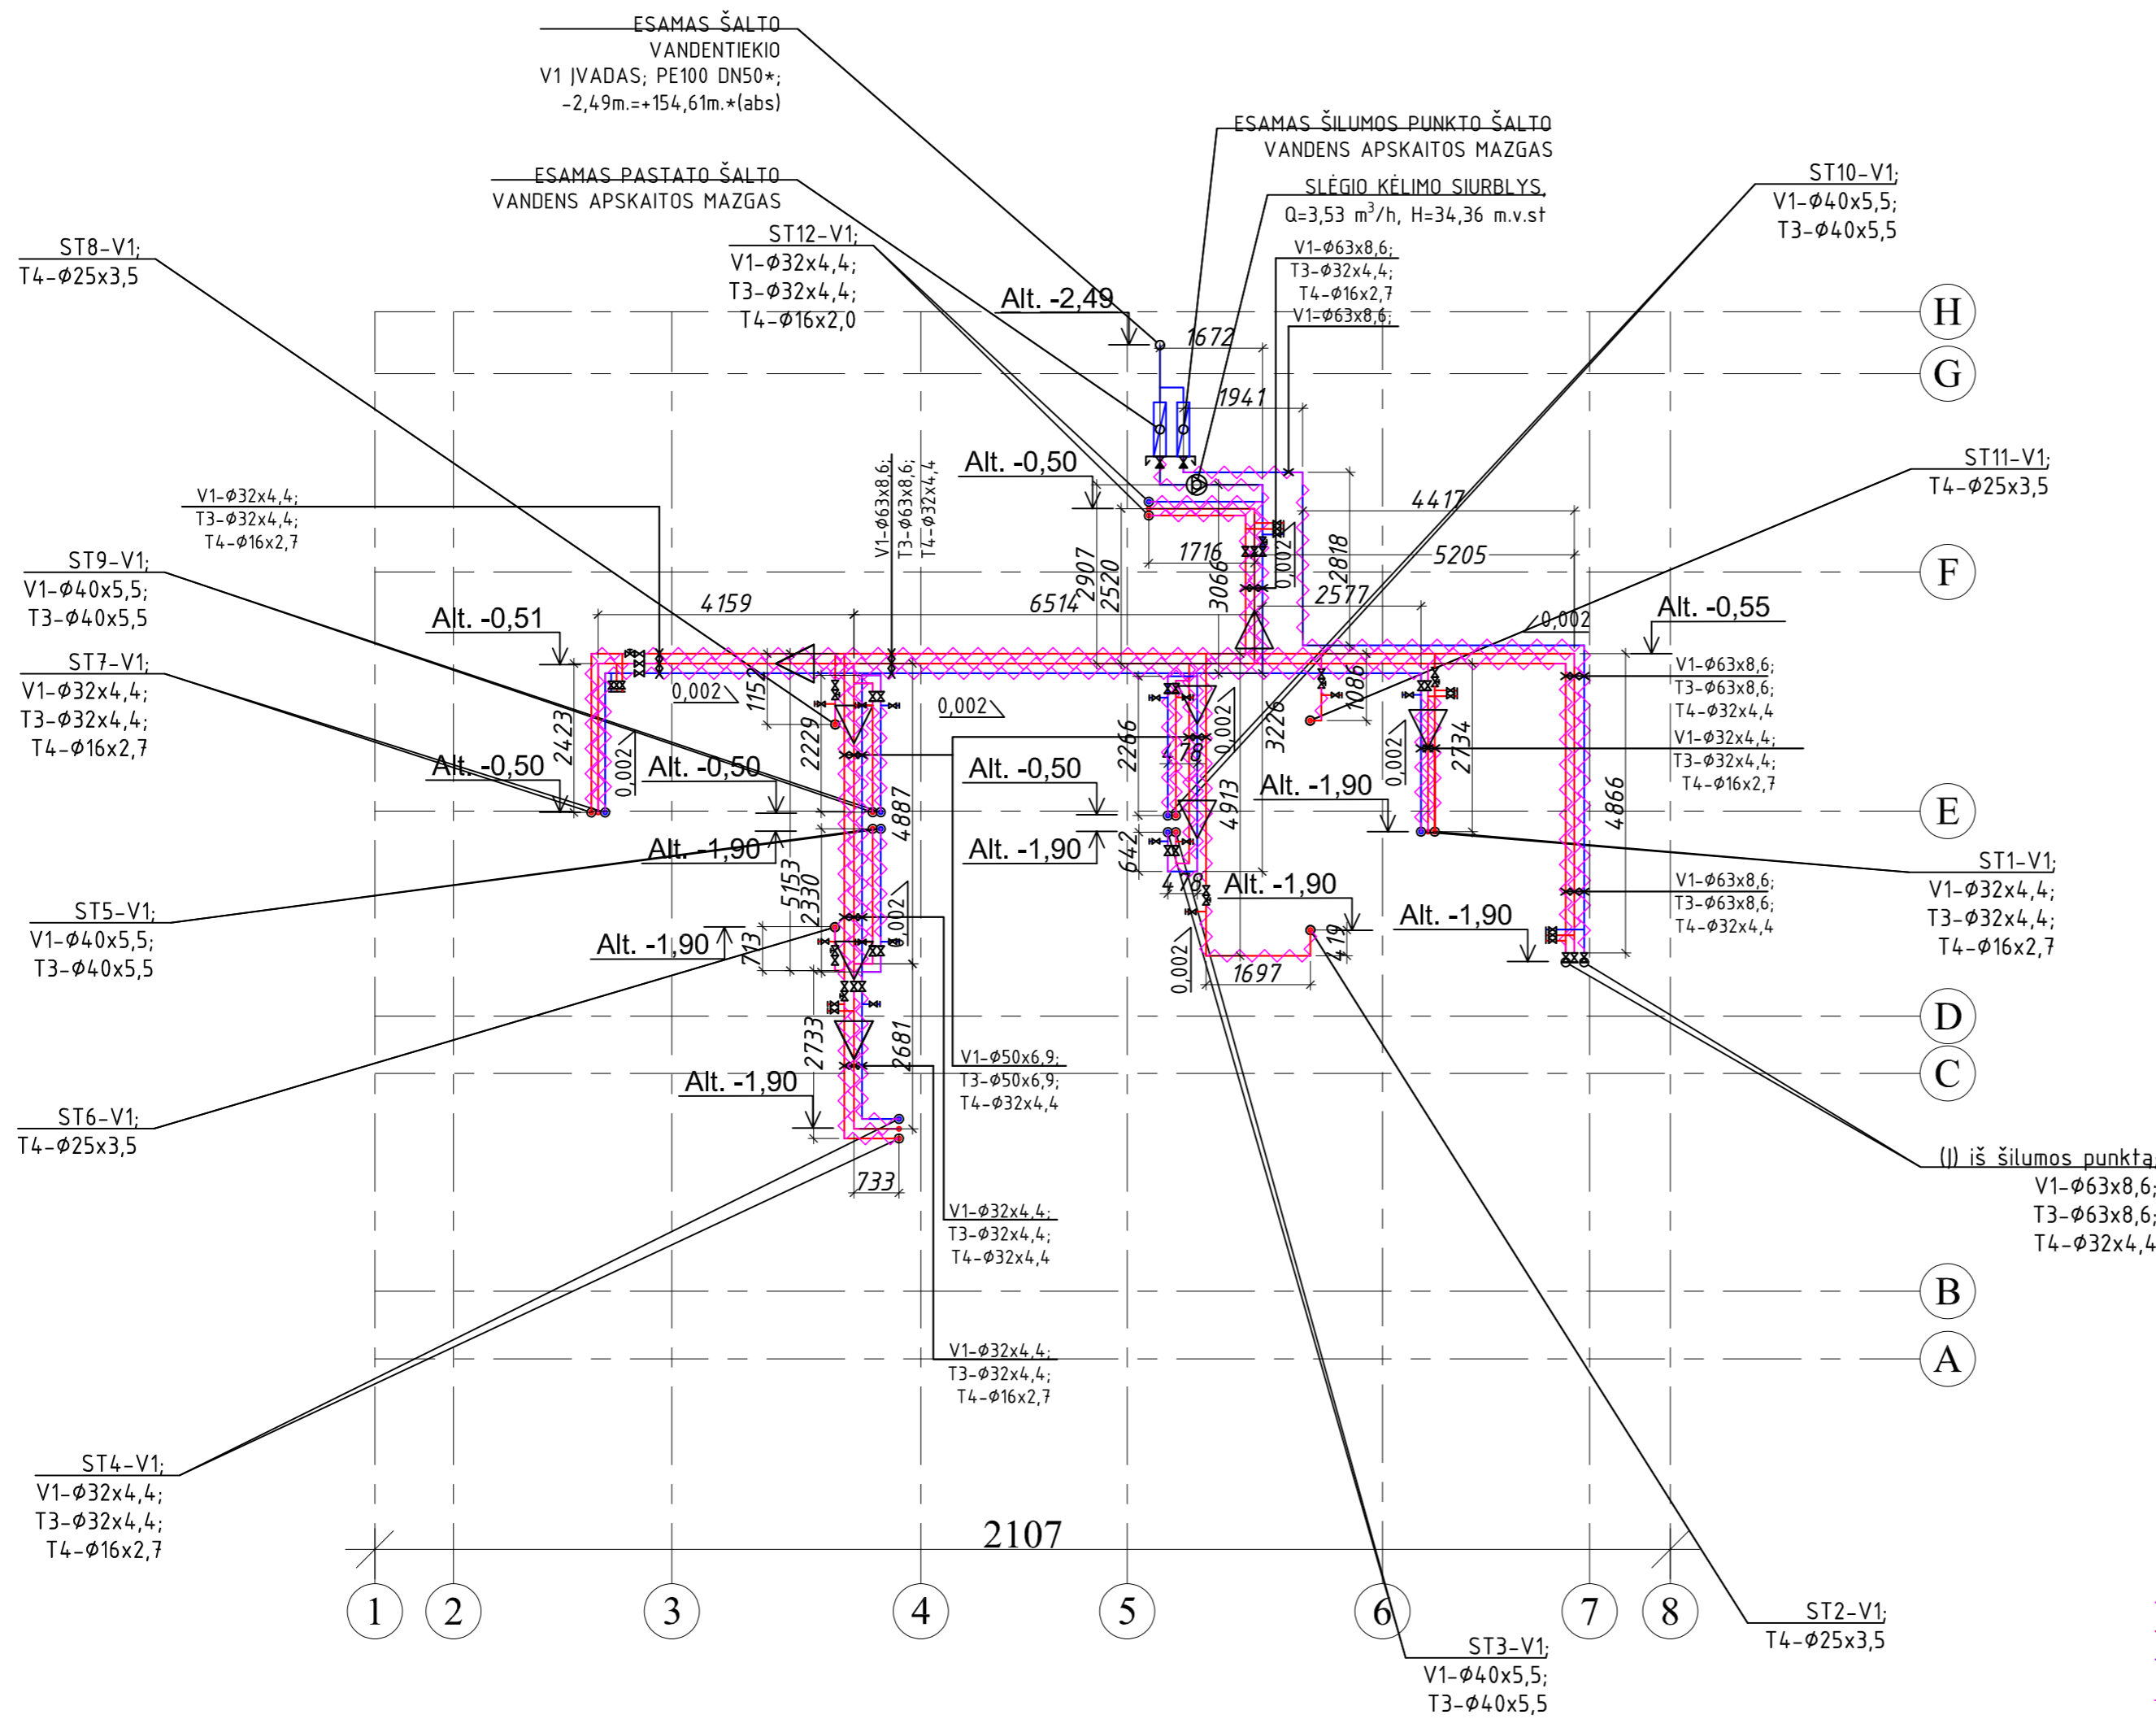 ESAMAS ŠALTO
VANDENTIEKIO
V1 ĮVADAS; PE100 DN50*;
-2,49m.=+154,61m.*(abs)
ESAMAS ŠILUMOS PUNKTO ŠALTO
VANDENS APSKAITOS MAZGAS
ESAMAS PASTATO ŠALTO
VANDENS APSKAITOS MAZGAS
SLĖGIO KĖLIMO SIURBLYS,
Q=3,53 m³/h, H=34,36 m.v.st
ST10-V1;
V1-Φ40x5,5;
T3-Φ40x5,5
ST8-V1;
T4-Φ25x3,5
ST12-V1;
V1-Φ32x4,4;
T3-Φ32x4,4;
T4-Φ16x2,0
V1-Φ63x8,6;
T3-Φ32x4,4;
T4-Φ16x2,7
V1-Φ63x8,6;
Alt. -2,49
1672
H
G
1941
Alt. -0,50
V1-Φ63x8,6;
T3-Φ63x8,6;
T4-Φ32x4,4
ST11-V1;
T4-Φ25x3,5
V1-Φ32x4,4;
T3-Φ32x4,4;
T4-Φ16x2,7
4417
5205
1716
2907
2520
3066
0,002
2818
2577
F
ST9-V1;
V1-Φ40x5,5;
T3-Φ40x5,5
4159
6514
Alt. -0,51
0,002
Alt. -0,55
ST7-V1;
V1-Φ32x4,4;
T3-Φ32x4,4;
T4-Φ16x2,7
V1-Φ63x8,6;
T3-Φ63x8,6;
T4-Φ32x4,4
V1-Φ32x4,4;
T3-Φ32x4,4;
T4-Φ16x2,7
1152
0,002
0,002
1086
2423
0,002
2229
2266
478
0,002
3226
0,002
2734
Alt. -0,50
Alt. -0,50
Alt. -0,50
Alt. -1,90
4887
4913
4866
E
Alt. -1,90
Alt. -1,90
642
478
5153
2330
0,002
Alt. -1,90
Alt. -1,90
V1-Φ63x8,6;
T3-Φ63x8,6;
T4-Φ32x4,4
ST1-V1;
V1-Φ32x4,4;
T3-Φ32x4,4;
T4-Φ16x2,7
ST5-V1;
V1-Φ40x5,5;
T3-Φ40x5,5
Alt. -1,90
713
0,002
1697
419
D
2733
2681
C
V1-Φ50x6,9;
T3-Φ50x6,9;
T4-Φ32x4,4
Alt. -1,90
ST6-V1;
T4-Φ25x3,5
733
(Į) iš šilumos punktą;
V1-Φ63x8,6;
T3-Φ63x8,6;
T4-Φ32x4,4
V1-Φ32x4,4;
T3-Φ32x4,4;
T4-Φ32x4,4
B
V1-Φ32x4,4;
T3-Φ32x4,4;
T4-Φ16x2,7
A
ST4-V1;
V1-Φ32x4,4;
T3-Φ32x4,4;
T4-Φ16x2,7
2107
1 2 3 4 5 6 7 8
ST2-V1;
T4-Φ25x3,5
ST3-V1;
V1-Φ40x5,5;
T3-Φ40x5,5